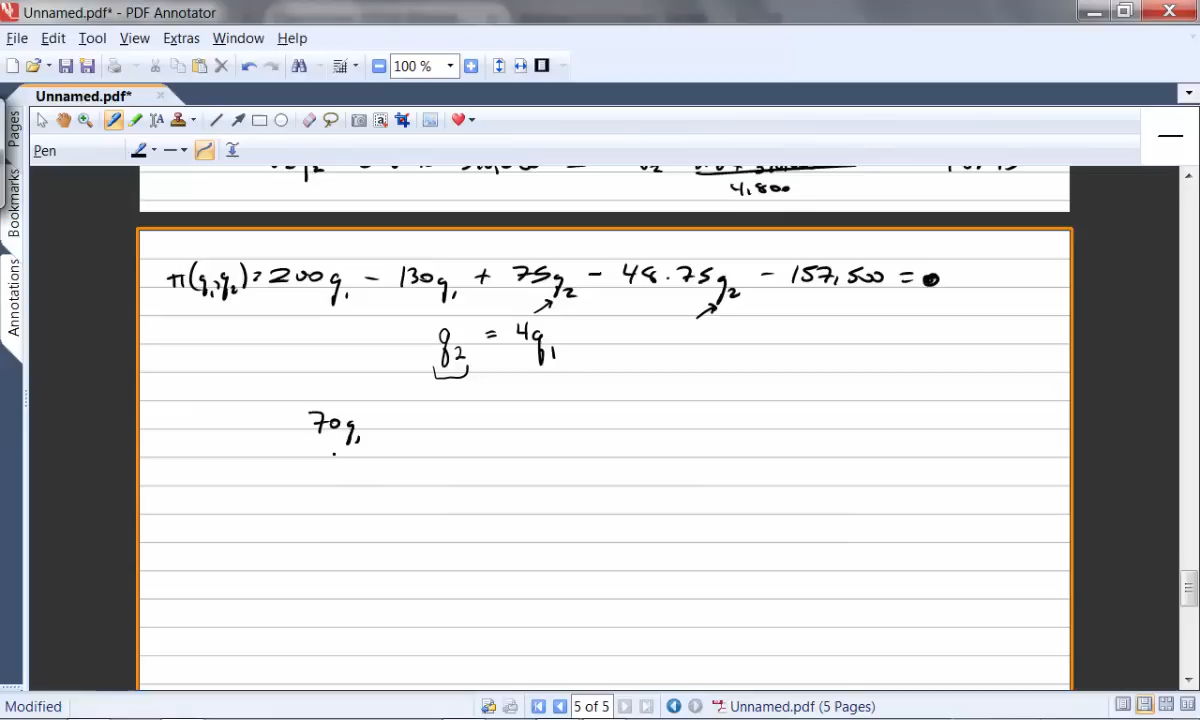 Unnamed.pdf* - PDF Annotator
File Edit Tool View Extras Window Help
100 %
Unnamed.pdf*
Pen
Pages
Bookmarks
Annotations
4,800
π(q1,q2) = 200q1 - 130q1 + 75q2 - 48.75q2 - 157,500 = 0
q2 = 4q1
70q1
Modified
5 of 5
Unnamed.pdf (5 Pages)